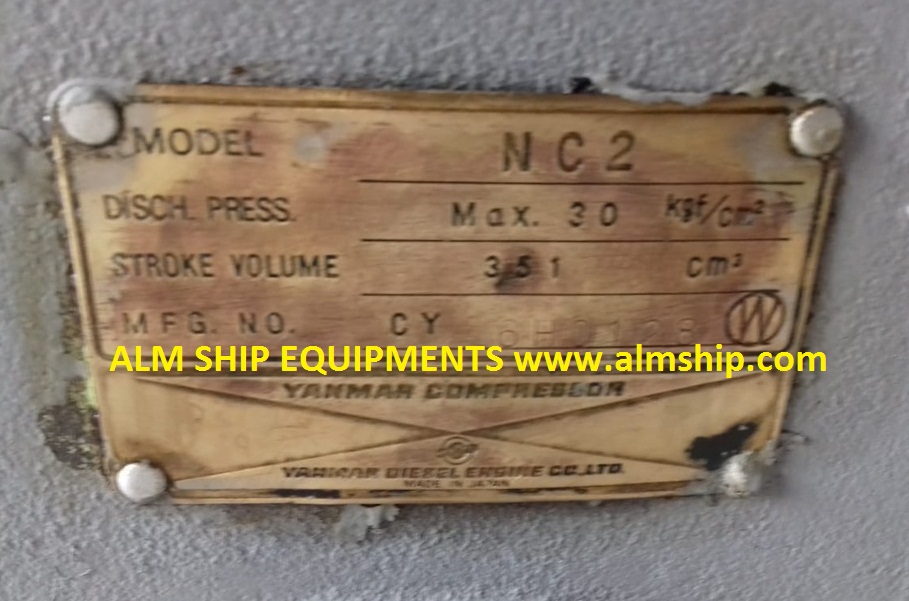 MODEL NC2
DISCH. PRESS. Max. 30 kgf/cm²
STROKE VOLUME 351 cm³
MFG. NO. CY W
ALM SHIP EQUIPMENTS www.almship.com
YANMAR COMPRESSOR
YANMAR DIESEL ENGINE CO.,LTD.
MADE IN JAPAN